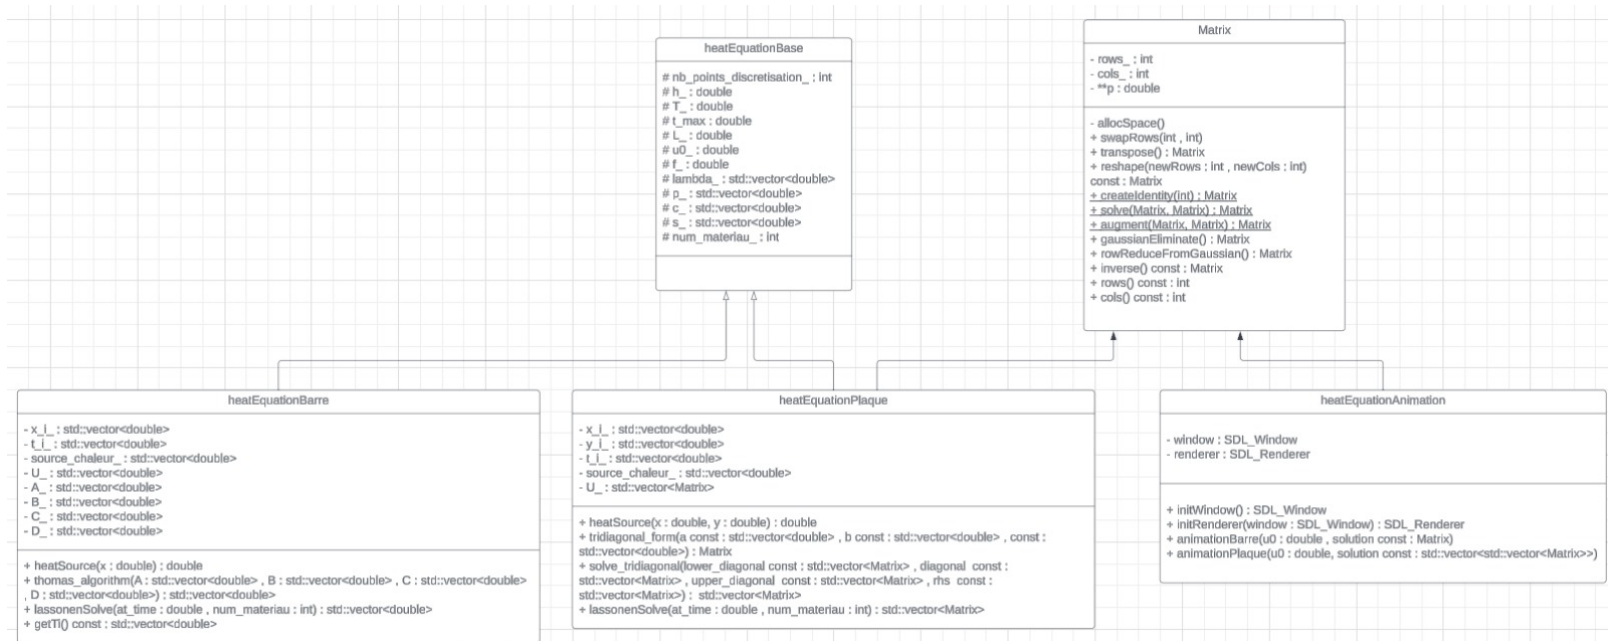 heatEquationBase
# nb_points_discretisation_ : int
# h_ : double
# T_ : double
# t_max : double
# L_ : double
# u0_ : double
# f_ : double
# lambda_ : std::vector<double>
# p_ : std::vector<double>
# c_ : std::vector<double>
# s_ : std::vector<double>
# num_materiau_ : int
Matrix
- rows_ : int
- cols_ : int
- **p : double
- allocSpace()
+ swapRows(int , int)
+ transpose() : Matrix
+ reshape(newRows : int , newCols : int)
const : Matrix
+ createIdentity(int) : Matrix
+ solve(Matrix, Matrix) : Matrix
+ augment(Matrix, Matrix) : Matrix
+ gaussianEliminate() : Matrix
+ rowReduceFromGaussian() : Matrix
+ inverse() const : Matrix
+ rows() const : int
+ cols() const : int
heatEquationBarre
- x_i_ : std::vector<double>
- t_i_ : std::vector<double>
- source_chaleur_ : std::vector<double>
- U_ : std::vector<double>
- A_ : std::vector<double>
- B_ : std::vector<double>
- C_ : std::vector<double>
- D_ : std::vector<double>
+ heatSource(x : double) : double
+ thomas_algorithm(A : std::vector<double> , B : std::vector<double> , C : std::vector<double>
, D : std::vector<double>) : std::vector<double>
+ lassonenSolve(at_time : double , num_materiau : int) : std::vector<double>
+ getTi() const : std::vector<double>
heatEquationPlaque
- x_i_ : std::vector<double>
- y_i_ : std::vector<double>
- t_i_ : std::vector<double>
- source_chaleur_ : std::vector<double>
- U_ : std::vector<Matrix>
+ heatSource(x : double, y : double) : double
+ tridiagonal_form(a const : std::vector<double> , b const : std::vector<double> , const :
std::vector<double>) : Matrix
+ solve_tridigonal(lower_diagonal const : std::vector<Matrix> , diagonal const :
std::vector<Matrix> , upper_diagonal const : std::vector<Matrix> , rhs const :
std::vector<Matrix>) : std::vector<Matrix>
+ lassonenSolve(at_time : double , num_materiau : int) : std::vector<Matrix>
heatEquationAnimation
- window : SDL_Window
- renderer : SDL_Renderer
+ initWindow() : SDL_Window
+ initRenderer(window : SDL_Window) : SDL_Renderer
+ animationBarre(u0 : double , solution const : Matrix)
+ animationPlaque(u0 : double, solution const : std::vector<std::vector<Matrix>>)